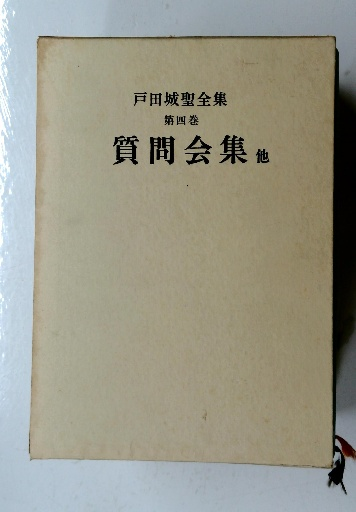 戸田城聖全集
第四巻
質問会集 他